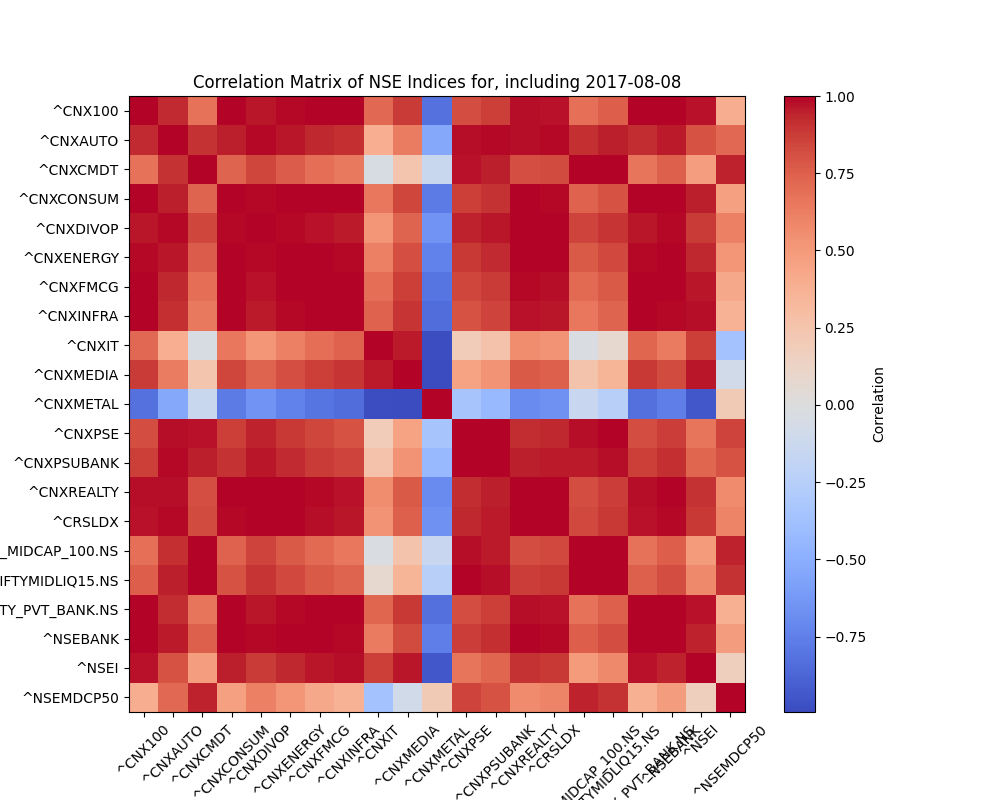 Correlation Matrix of NSE Indices for, including 2017-08-08
^CNX100
^CNXAUTO
^CNXCMDT
^CNXCONSUM
^CNXDIVOP
^CNXENERGY
^CNXFMCG
^CNXINFRA
^CNXIT
^CNXMEDIA
^CNXMETAL
^CNXPSE
^CNXPSUBANK
^CNXREALTY
^CRSLDX
_MIDCAP_100.NS
IFTYMIDLIQ15.NS
TY_PVT_BANK.NS
^NSEBANK
^NSEI
^NSEMDCP50
^CNX100
^CNXAUTO
^CNXCMDT
^CNXCONSUM
^CNXDIVOP
^CNXENERGY
^CNXFMCG
^CNXINFRA
^CNXIT
^CNXMEDIA
^CNXMETAL
^CNXPSE
^CNXPSUBANK
^CNXREALTY
^CRSLDX
MIDCAP_100.NS
TYMIDLIQ15.NS
PVT_BANK.NS
^NSEBANK
^NSEI
^NSEMDCP50
1.00
0.75
0.50
0.25
0.00
−0.25
−0.50
−0.75
Correlation